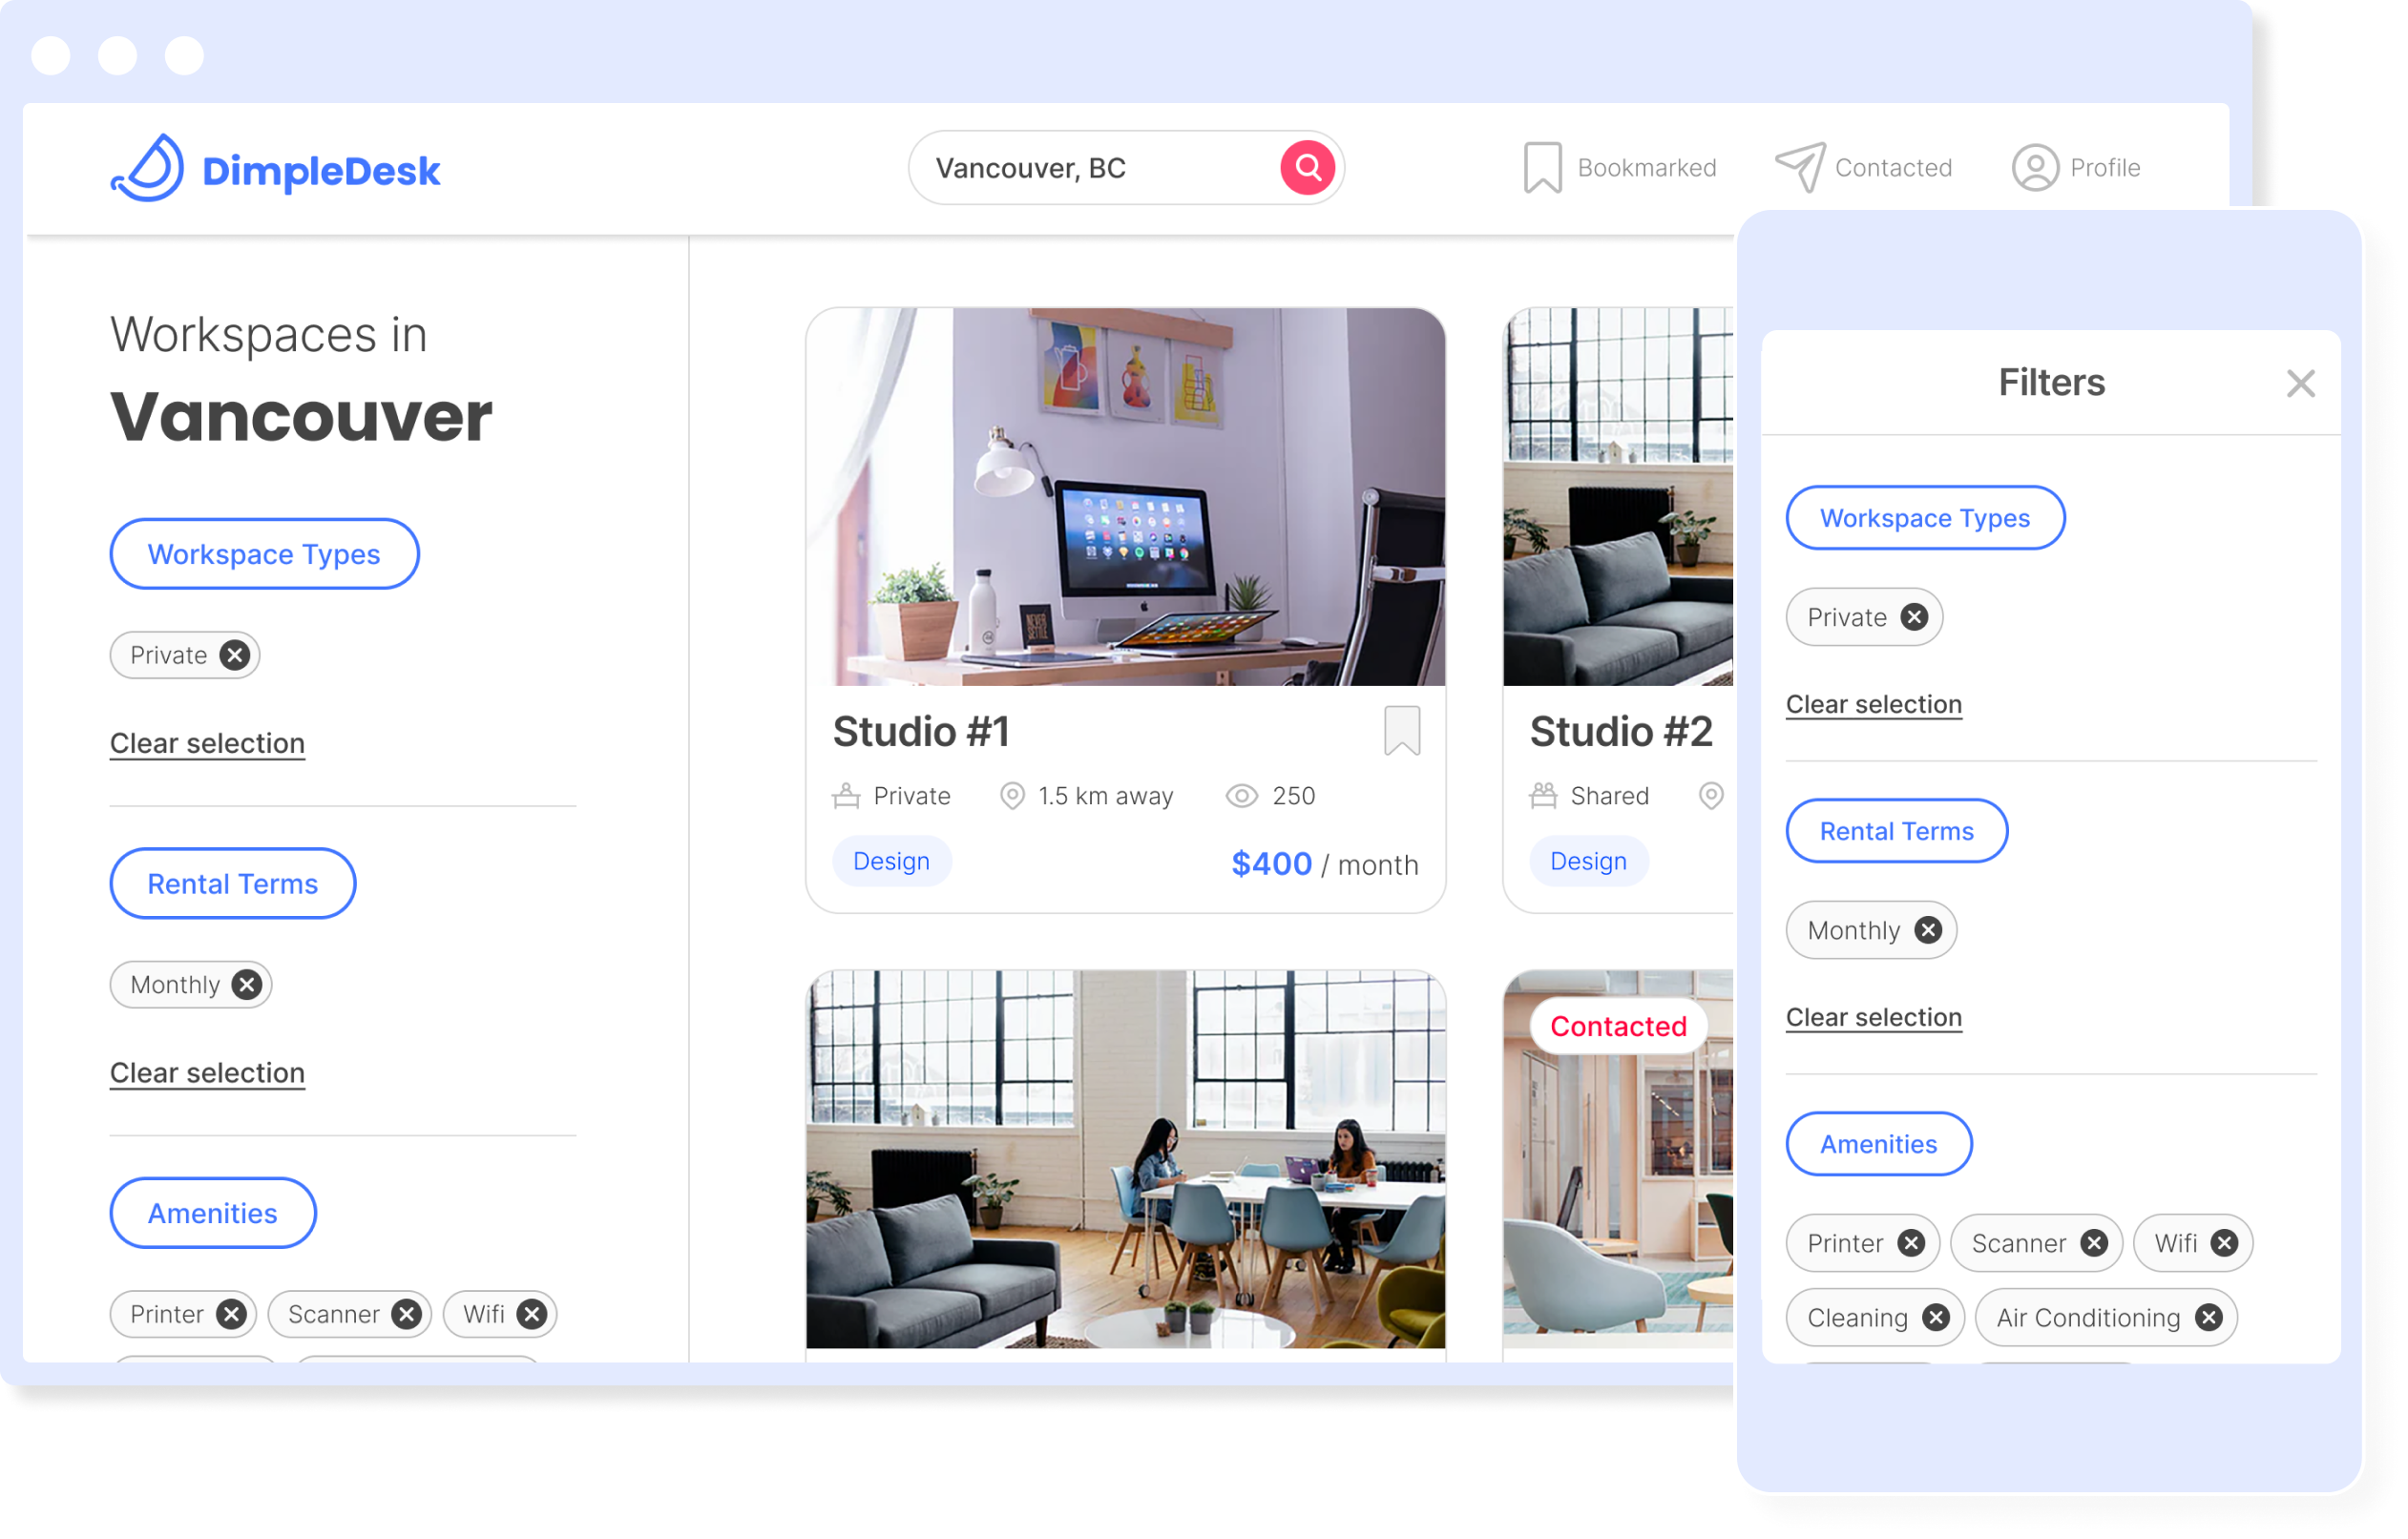 DimpleDesk
Vancouver, BC
Bookmarked
Contacted
Profile
Workspaces in
Vancouver
Workspace Types
Private
Clear selection
Rental Terms
Monthly
Clear selection
Amenities
Printer Scanner Wifi
NEVER
SETTLE
Studio #1
Private 1.5 km away 250
Design $400 / month
Studio #2
Shared
Design
Contacted
Filters
Workspace Types
Private
Clear selection
Rental Terms
Monthly
Clear selection
Amenities
Printer Scanner Wifi
Cleaning Air Conditioning